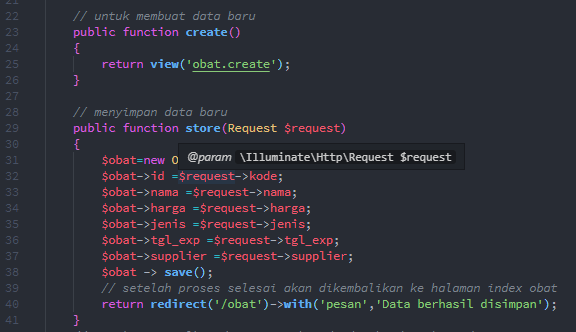 22 // untuk membuat data baru
23 public function create()
24 {
25 return view('obat.create');
26 }
27
28 // menyimpan data baru
29 public function store(Request $request)
30 {
@param \Illuminate\Http\Request $request
31 $obat=new O
32 $obat->id =$request->kode;
33 $obat->nama =$request->nama;
34 $obat->harga =$request->harga;
35 $obat->jenis =$request->jenis;
36 $obat->tgl_exp =$request->tgl_exp;
37 $obat->supplier =$request->supplier;
38 $obat -> save();
39 // setelah proses selesai akan dikembalikan ke halaman index obat
40 return redirect('/obat')->with('pesan','Data berhasil disimpan');
41 }